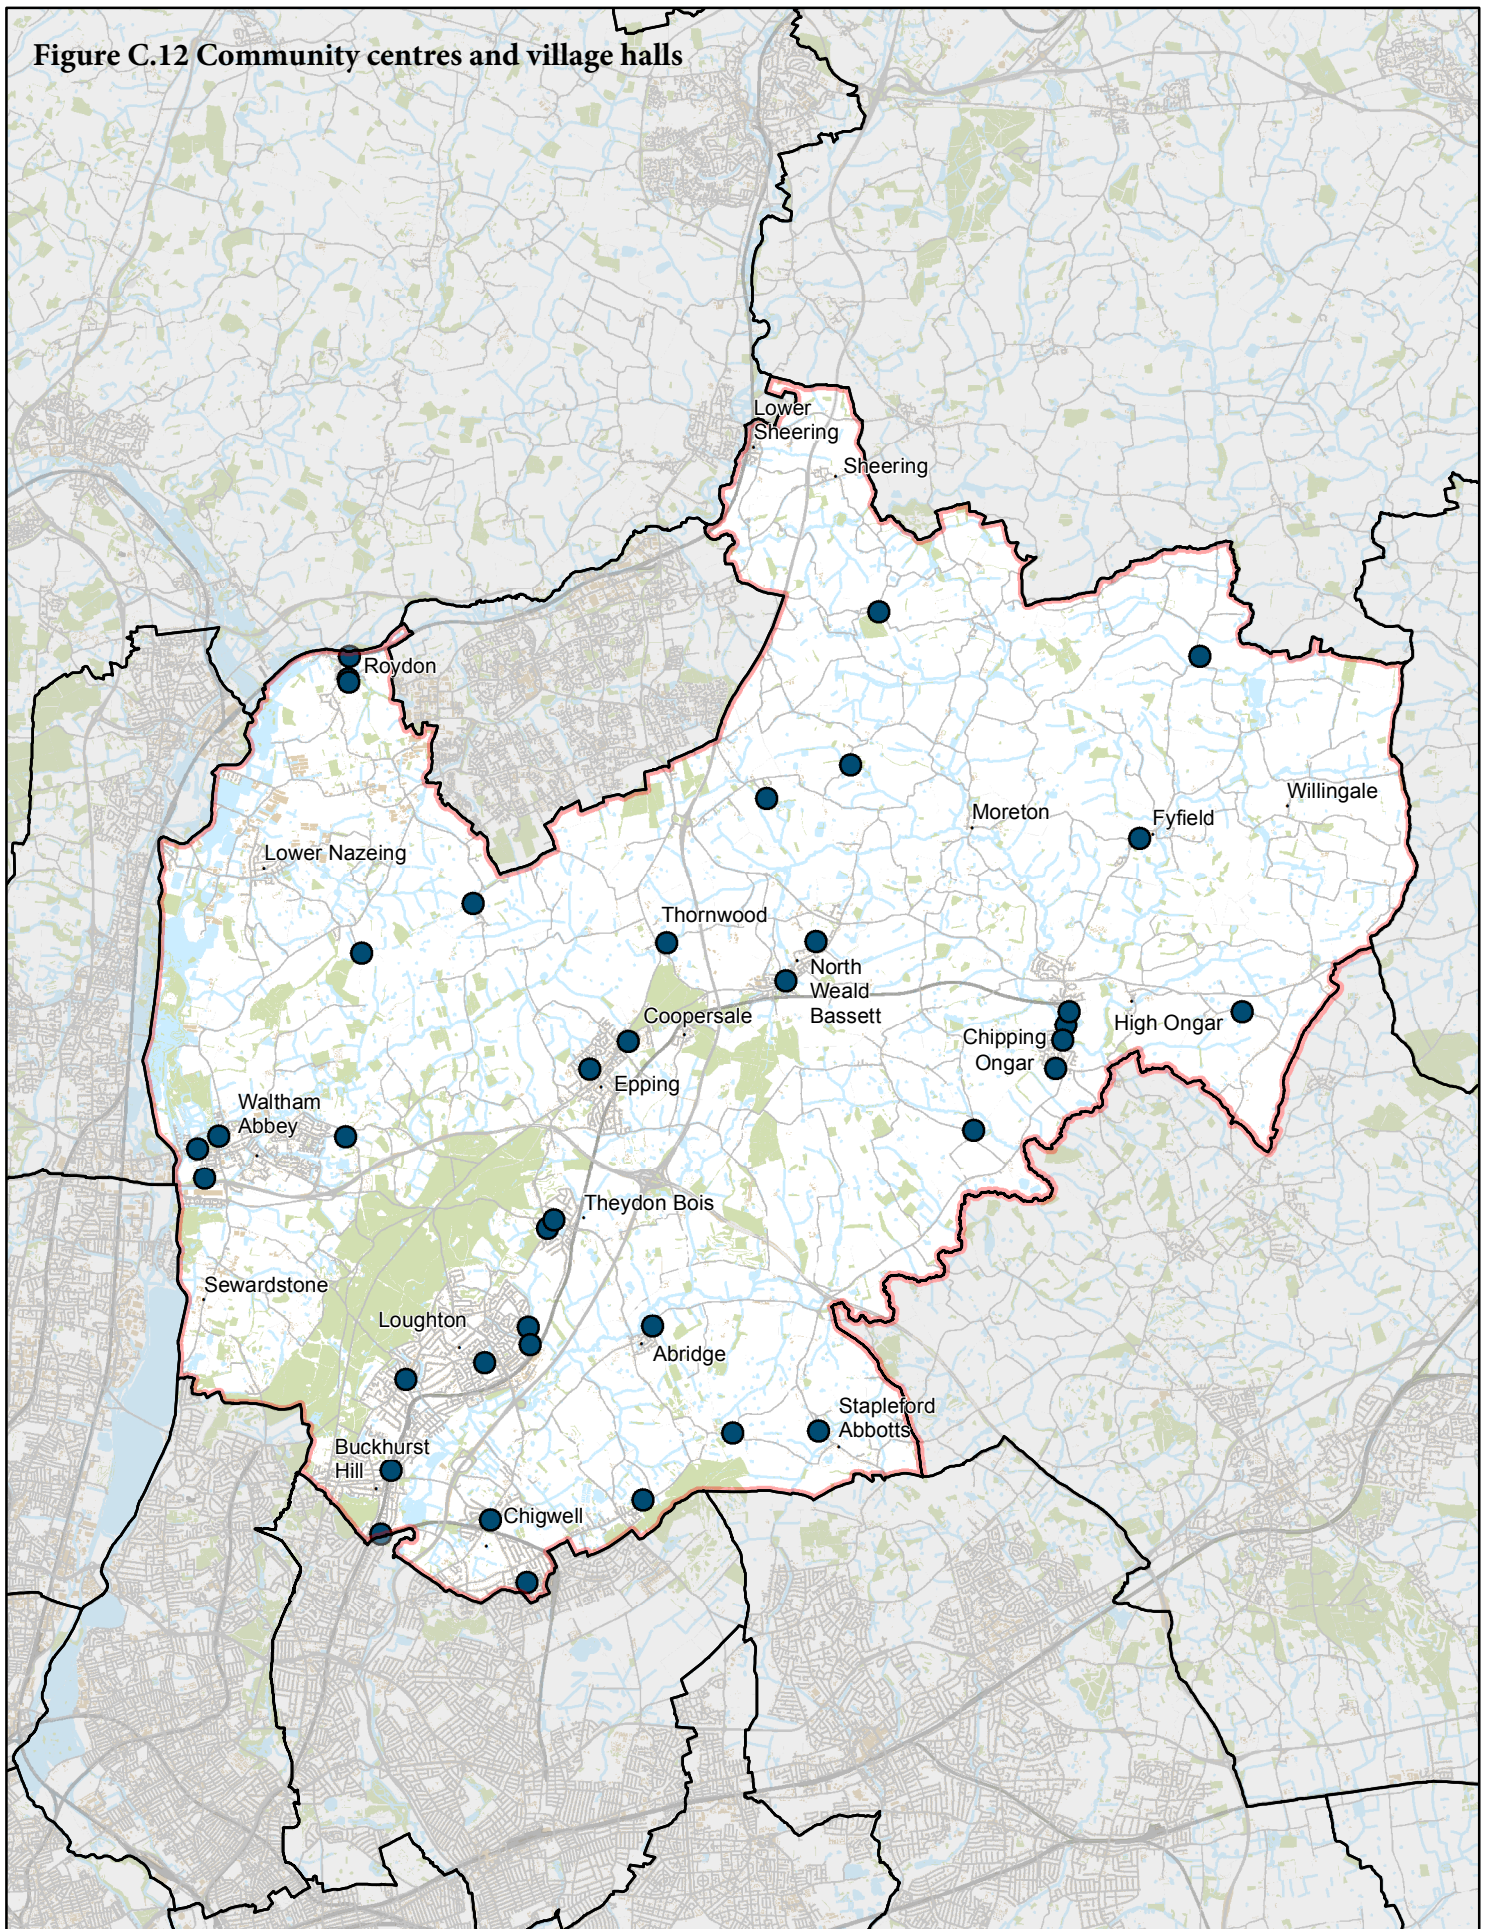 Figure C.12 Community centres and village halls
Lower
Sheering
Sheering
Roydon
Willingale
Moreton
Fyfield
Lower Nazeing
Thornwood
North
Weald
Bassett
Coopersale
High Ongar
Chipping
Ongar
Epping
Waltham
Abbey
Theydon Bois
Sewardstone
Loughton
Abridge
Stapleford
Abbotts
Buckhurst
Hill
Chigwell